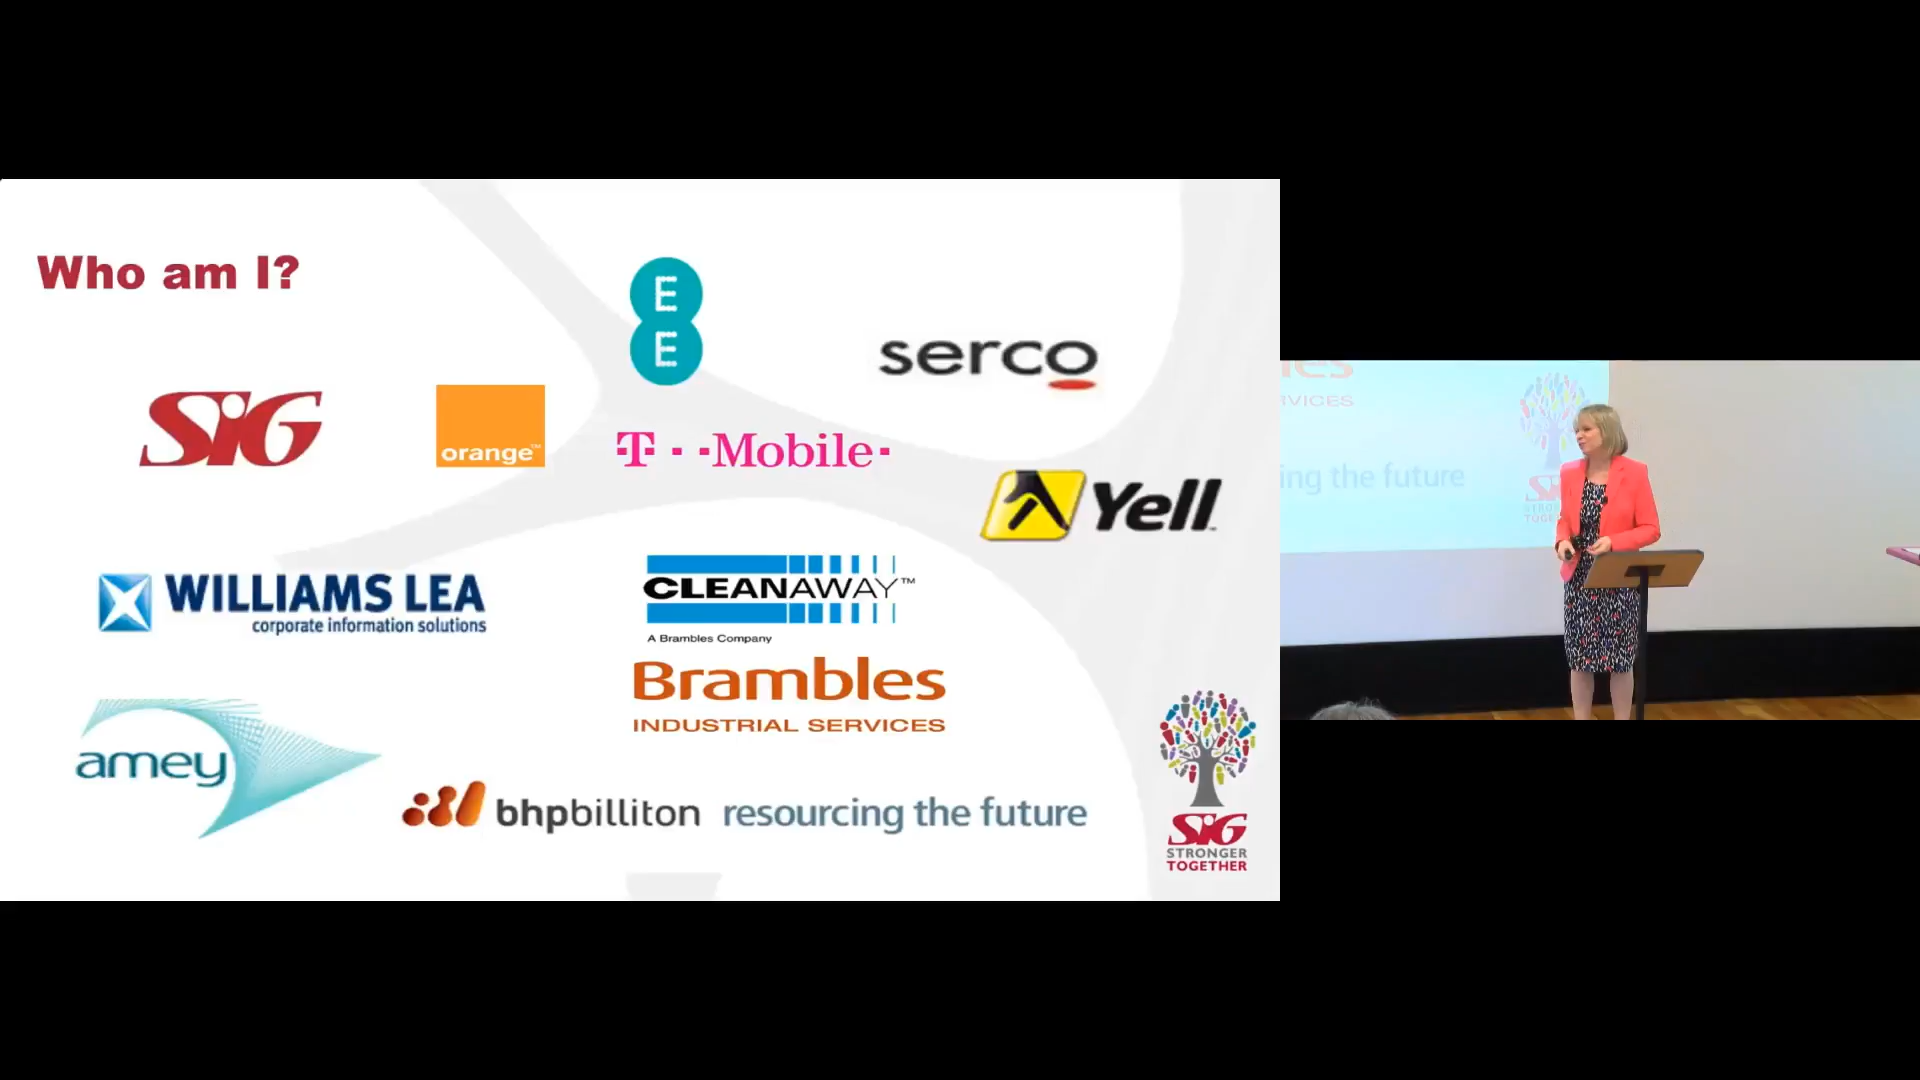 Who am I?
E
E
serco
SIG
orange™
T··Mobile·
Yell.
WILLIAMS LEA
corporate information solutions
CLEANAWAY™
A Brambles Company
Brambles
INDUSTRIAL SERVICES
amey
bhpbilliton resourcing the future
SIG
STRONGER
TOGETHER
ing the future